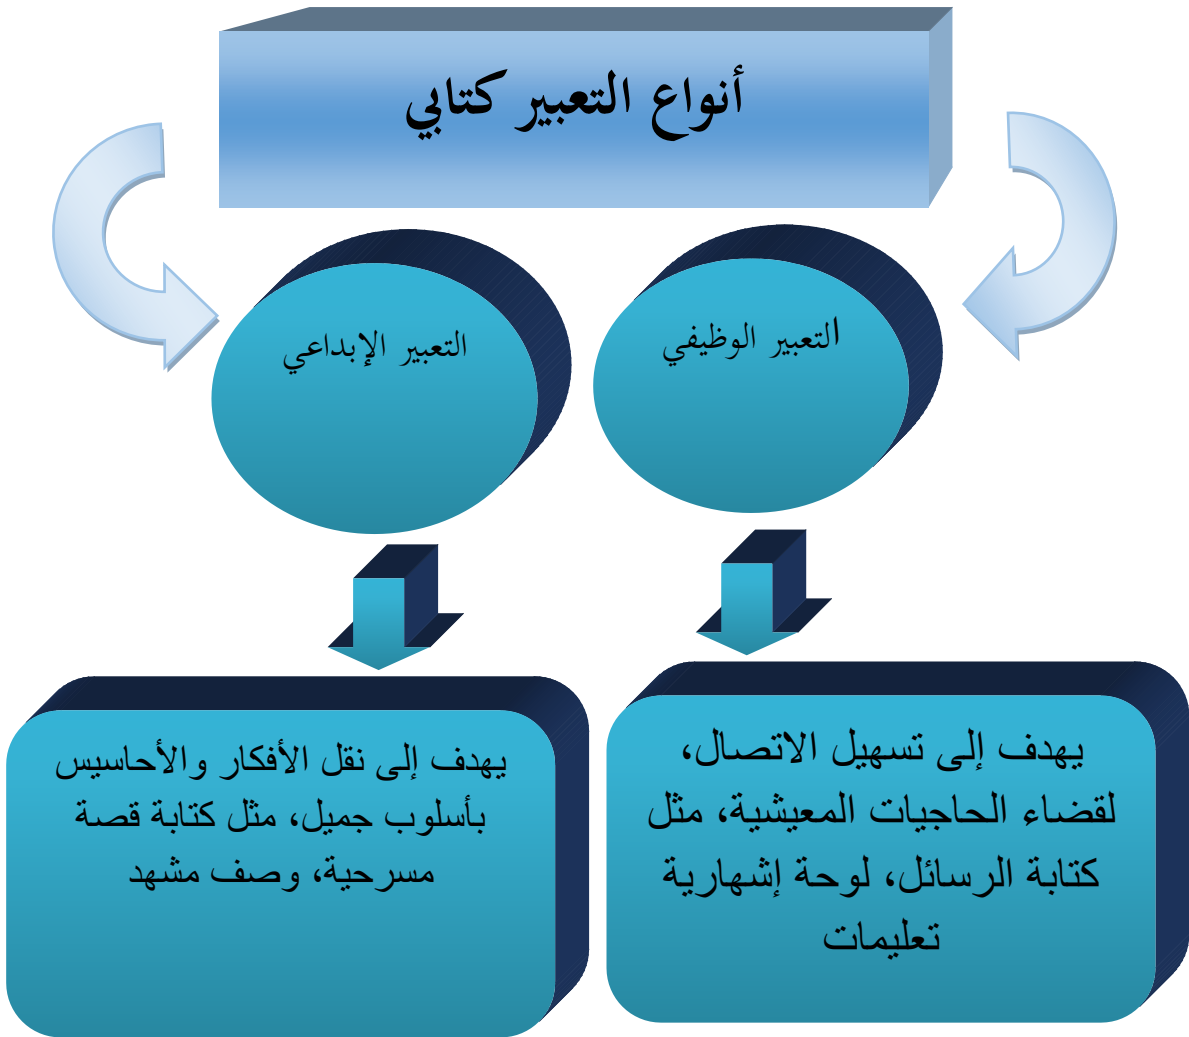 أنواع التعبير كتابي
التعبير الوظيفي
التعبير الإبداعي
يهدف إلى تسهيل الاتصال،
لقضاء الحاجيات المعيشية، مثل
كتابة الرسائل، لوحة إشهارية
تعليمات
يهدف إلى نقل الأفكار والأحاسيس
بأسلوب جميل، مثل كتابة قصة
مسرحية، وصف مشهد